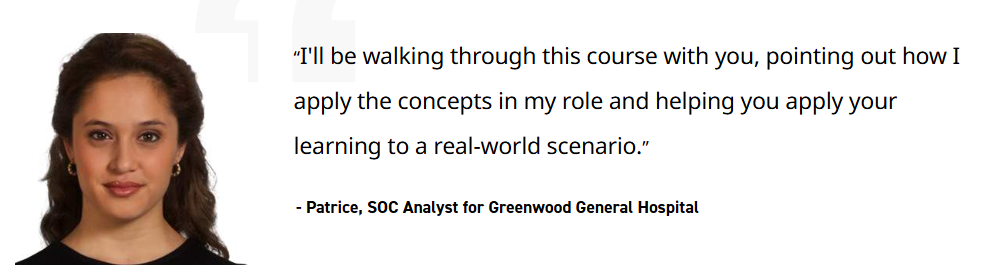 “I'll be walking through this course with you, pointing out how I
apply the concepts in my role and helping you apply your
learning to a real-world scenario.”
- Patrice, SOC Analyst for Greenwood General Hospital